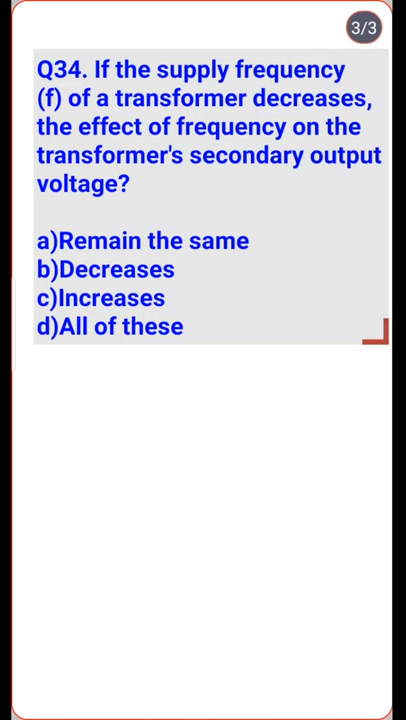 3/3
Q34. If the supply frequency
(f) of a transformer decreases,
the effect of frequency on the
transformer's secondary output
voltage?
a)Remain the same
b)Decreases
c)Increases
d)All of these